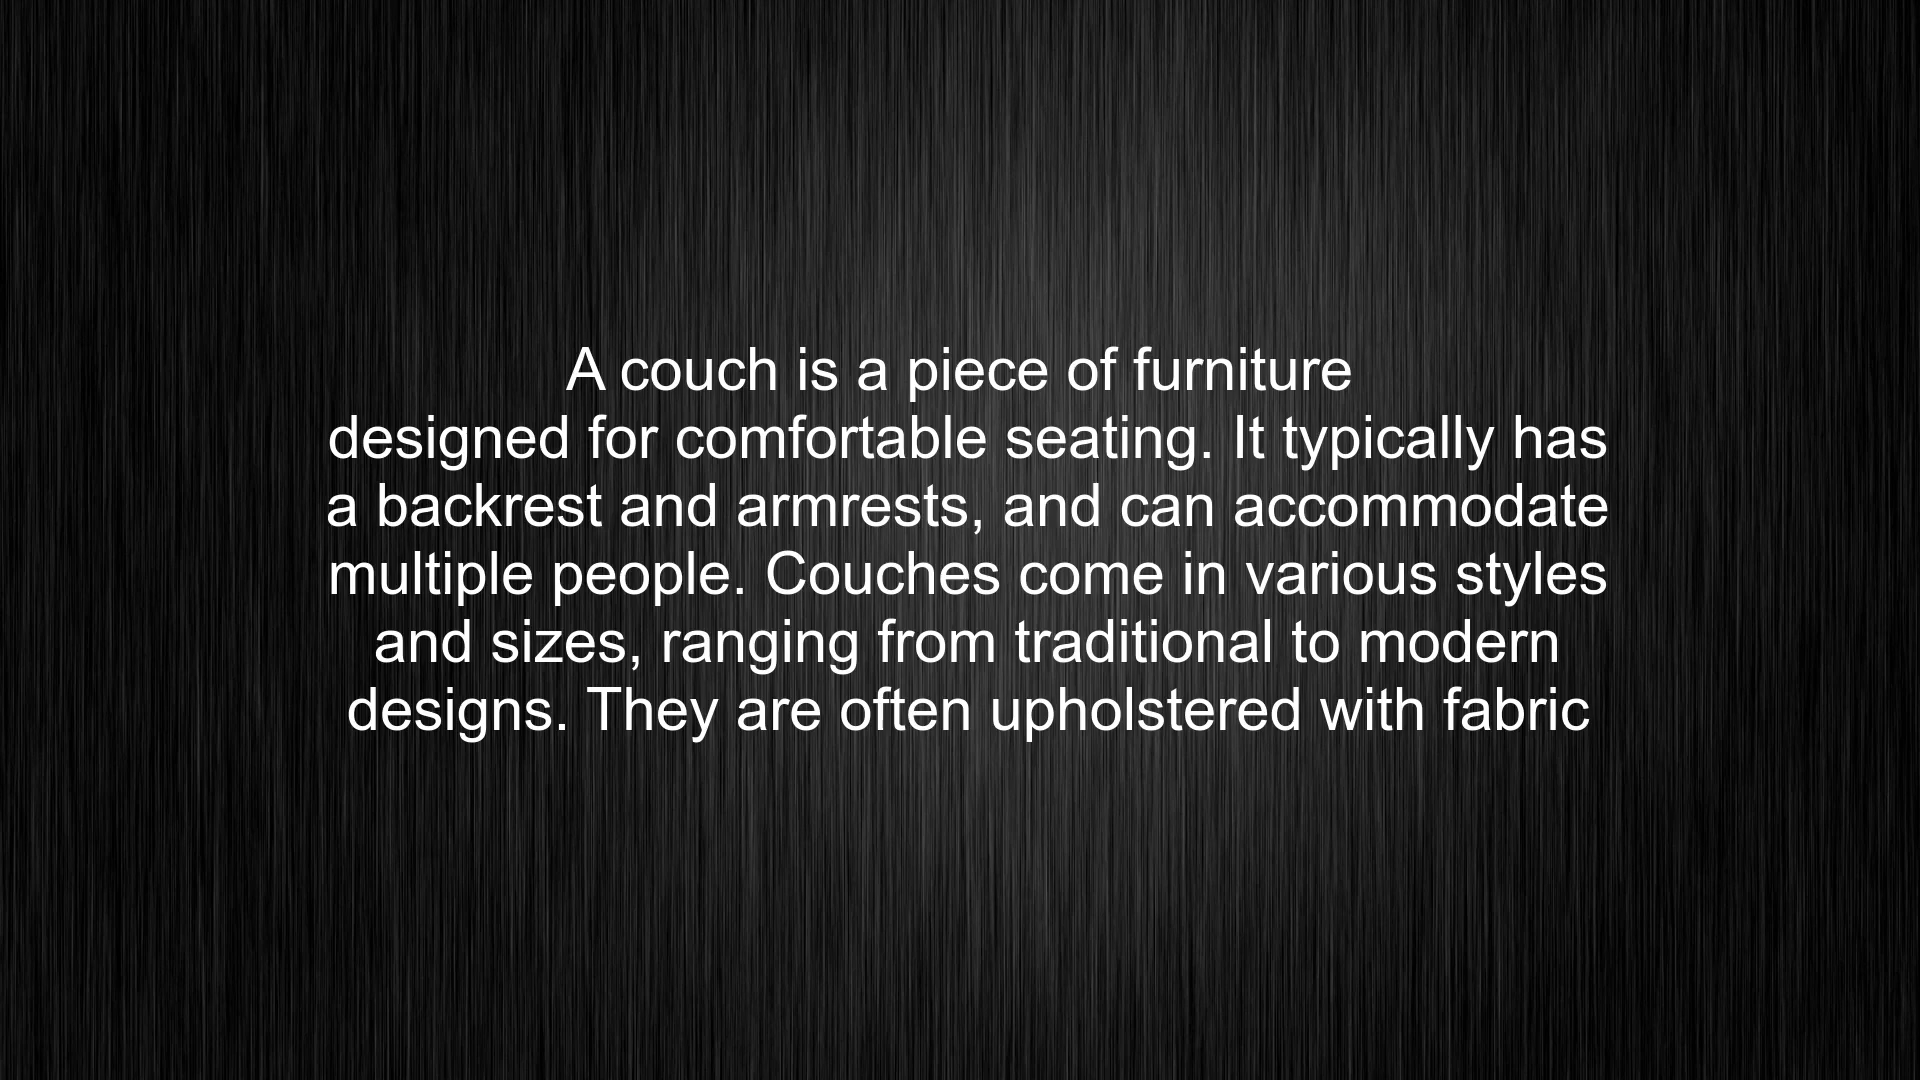 A couch is a piece of furniture
designed for comfortable seating. It typically has
a backrest and armrests, and can accommodate
multiple people. Couches come in various styles
and sizes, ranging from traditional to modern
designs. They are often upholstered with fabric